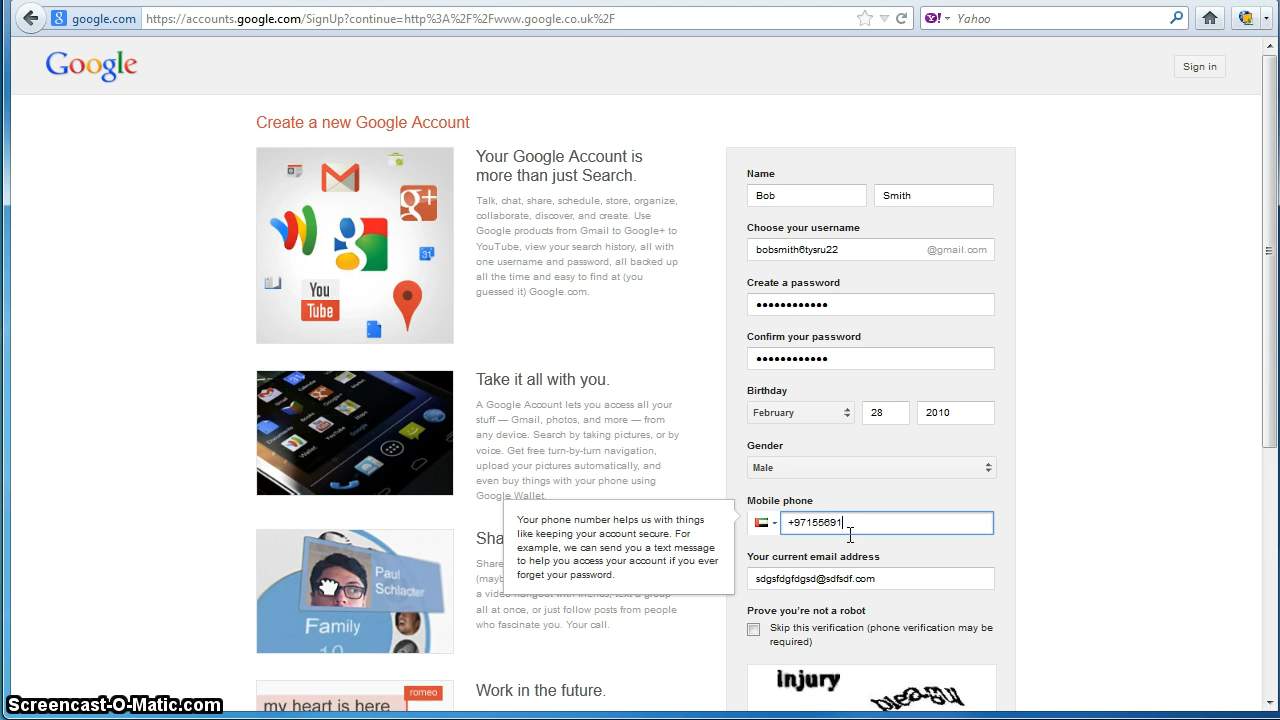 google.com
https://accounts.google.com/SignUp?continue=http%3A%2F%2Fwww.google.co.uk%2F
Yahoo
Google
Sign in
Create a new Google Account
Your Google Account is
more than just Search.
Talk, chat, share, schedule, store, organize,
collaborate, discover, and create. Use
Google products from Gmail to Google+ to
YouTube, view your search history, all with
one username and password, all backed up
all the time and easy to find at (you
guessed it) Google.com.
g+
31
You
Tube
Take it all with you.
A Google Account lets you access all your
stuff — Gmail, photos, and more — from
any device. Search by taking pictures, or by
voice. Get free turn-by-turn navigation,
upload your pictures automatically, and
even buy things with your phone using
Google Wallet.
Your phone number helps us with things
like keeping your account secure. For
example, we can send you a text message
to help you access your account if you ever
forget your password.
Sha
Share
(mayb
a video
all at once, or just follow posts from people
who fascinate you. Your call.
Paul
Schlacter
Family
10
Work in the future.
romeo
my heart is here
Name
Bob
Smith
Choose your username
bobsmith6tysru22
@gmail.com
Create a password
Confirm your password
Birthday
February
28
2010
Gender
Male
Mobile phone
+97155691
Your current email address
sdgsfdgfdgsd@sdfsdf.com
Prove you're not a robot
Skip this verification (phone verification may be
required)
injury
Screencast-O-Matic.com